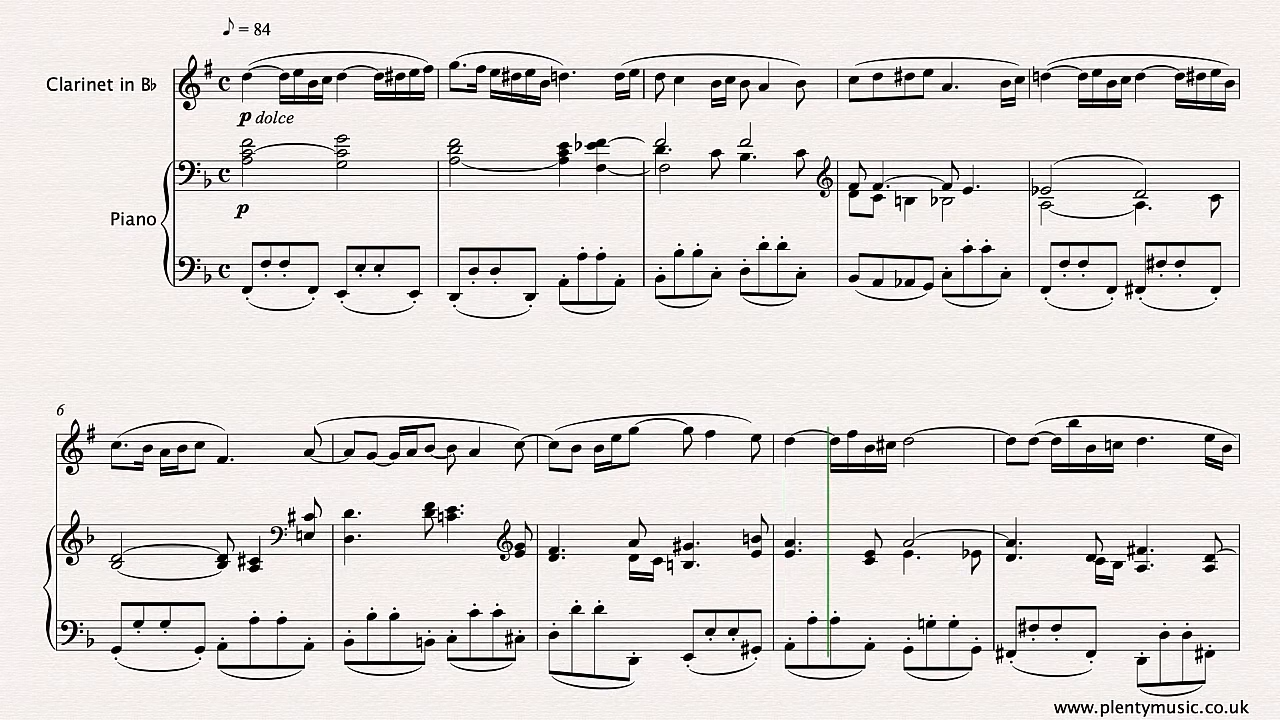 ♪ = 84
Clarinet in B♭
p dolce
p
Piano
6
www.plentymusic.co.uk